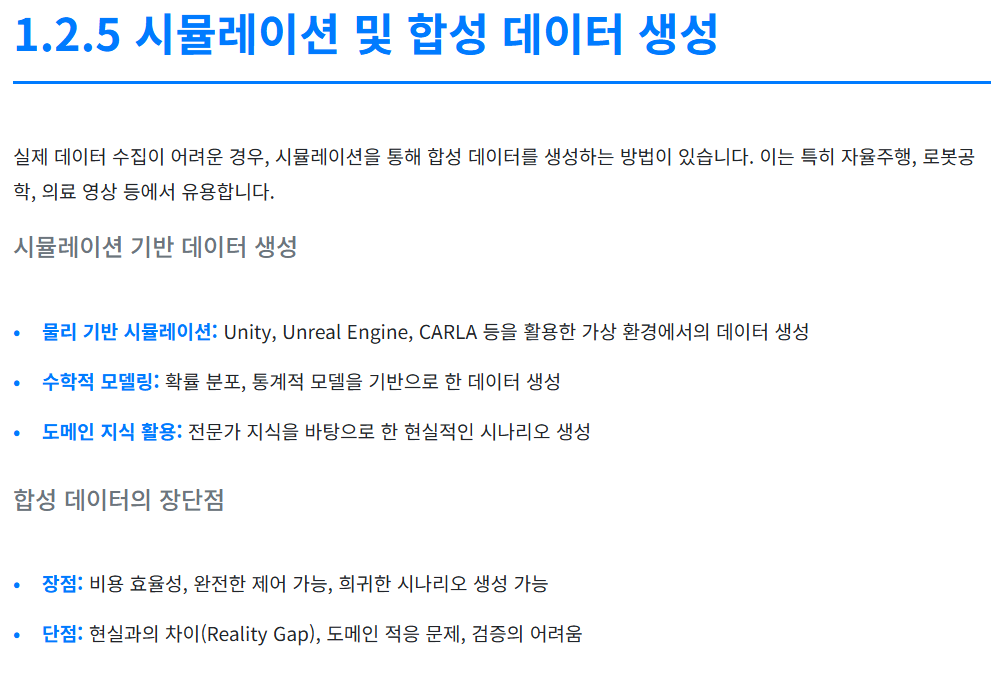 1.2.5 시뮬레이션 및 합성 데이터 생성
실제 데이터 수집이 어려운 경우, 시뮬레이션을 통해 합성 데이터를 생성하는 방법이 있습니다. 이는 특히 자율주행, 로봇공
학, 의료 영상 등에서 유용합니다.
시뮬레이션 기반 데이터 생성
• 물리 기반 시뮬레이션: Unity, Unreal Engine, CARLA 등을 활용한 가상 환경에서의 데이터 생성
• 수학적 모델링: 확률 분포, 통계적 모델을 기반으로 한 데이터 생성
• 도메인 지식 활용: 전문가 지식을 바탕으로 한 현실적인 시나리오 생성
합성 데이터의 장단점
• 장점: 비용 효율성, 완전한 제어 가능, 희귀한 시나리오 생성 가능
• 단점: 현실과의 차이(Reality Gap), 도메인 적응 문제, 검증의 어려움